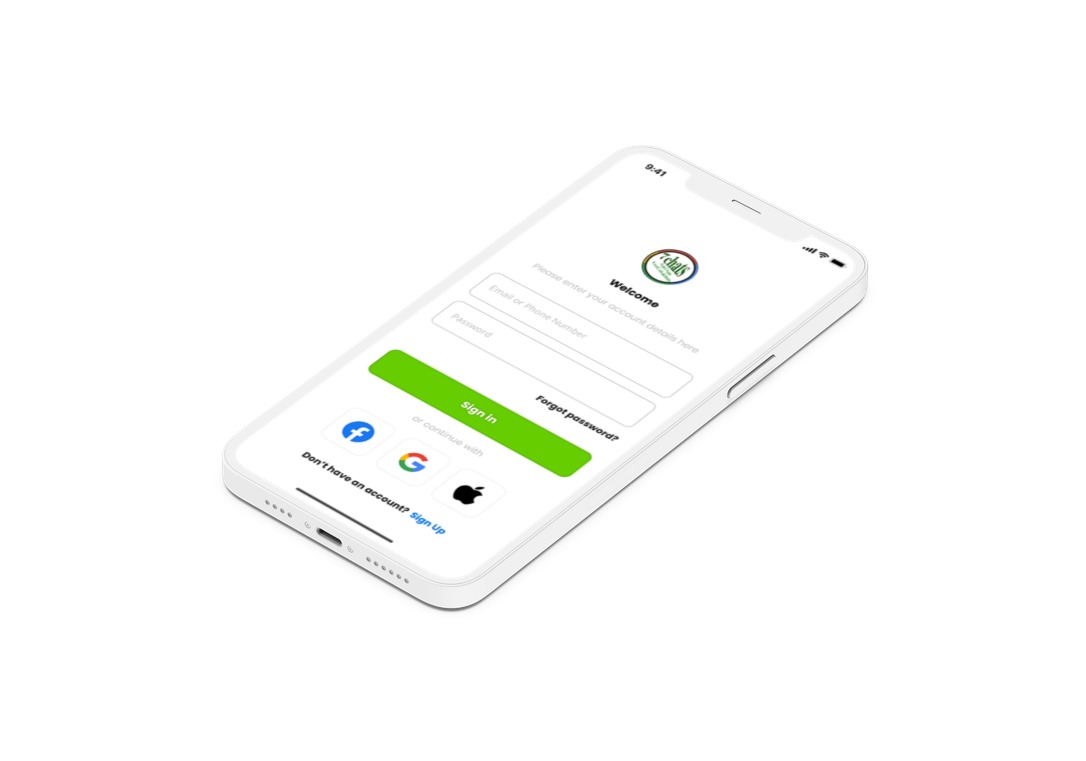 9:41
7chats
Welcome
Please enter your account details here
Email or Phone Number
Password
Forgot password?
Sign in
or continue with
Don't have an account? Sign Up